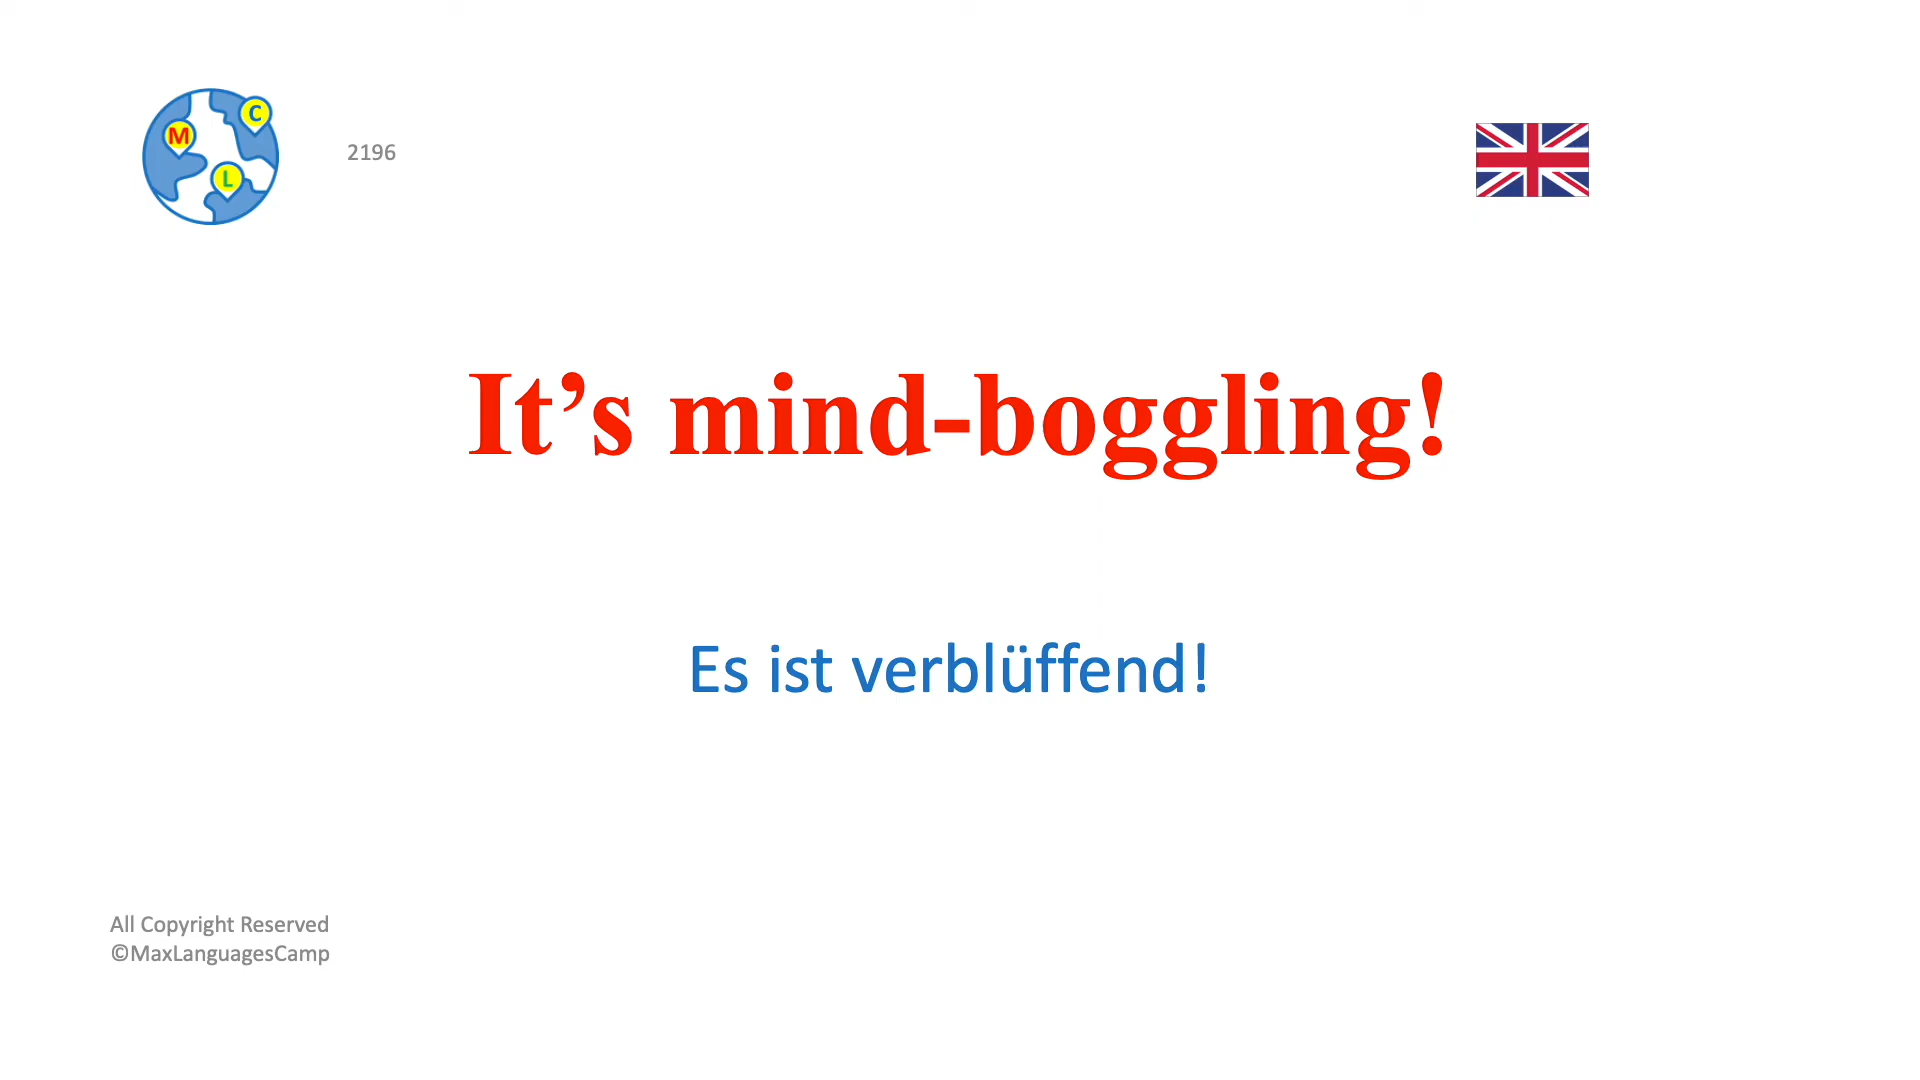 C
M
L
2196
It’s mind-boggling!
Es ist verblüffend!
All Copyright Reserved
©MaxLanguagesCamp